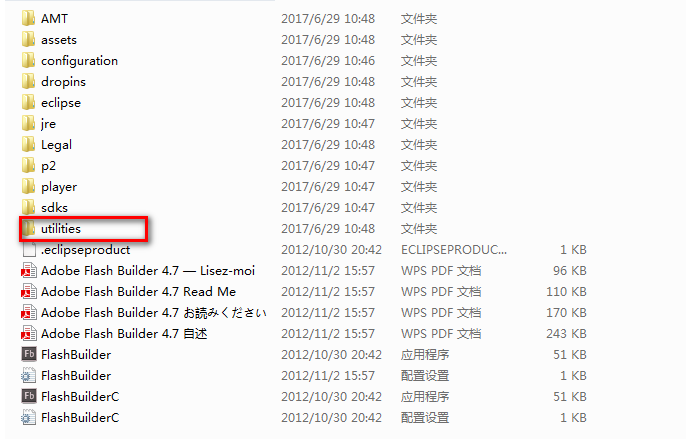 AMT 2017/6/29 10:48 文件夹
assets 2017/6/29 10:48 文件夹
configuration 2017/6/29 10:46 文件夹
dropins 2017/6/29 10:48 文件夹
eclipse 2017/6/29 10:48 文件夹
jre 2017/6/29 10:47 文件夹
Legal 2017/6/29 10:48 文件夹
p2 2017/6/29 10:47 文件夹
player 2017/6/29 10:47 文件夹
sdks 2017/6/29 10:47 文件夹
utilities 2017/6/29 10:48 文件夹
.eclipseproduct 2012/10/30 20:42 ECLIPSEPRODUC... 1 KB
Adobe Flash Builder 4.7 — Lisez-moi 2012/11/2 15:57 WPS PDF 文档 96 KB
Adobe Flash Builder 4.7 Read Me 2012/11/2 15:57 WPS PDF 文档 110 KB
Adobe Flash Builder 4.7 お読みください 2012/11/2 15:57 WPS PDF 文档 170 KB
Adobe Flash Builder 4.7 自述 2012/11/2 15:57 WPS PDF 文档 243 KB
Fb FlashBuilder 2012/10/30 20:42 应用程序 51 KB
FlashBuilder 2012/11/2 15:57 配置设置 1 KB
Fb FlashBuilderC 2012/10/30 20:42 应用程序 51 KB
FlashBuilderC 2012/10/30 20:42 配置设置 1 KB